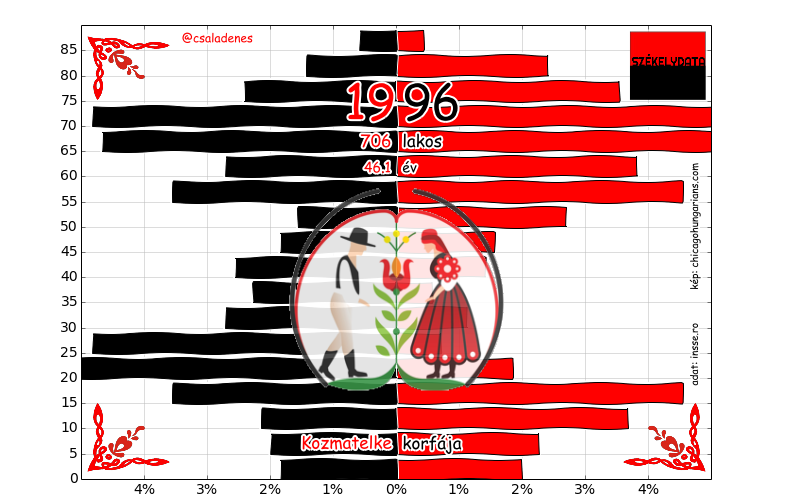 @csaladenes
SZÉKELYDATA
1996
706 lakos
46.1 év
kép: chicagohungarians.com
adat: insse.ro
Kozmatelke korfája
85
80
75
70
65
60
55
50
45
40
35
30
25
20
15
10
5
0
4% 3% 2% 1% 0% 1% 2% 3% 4%